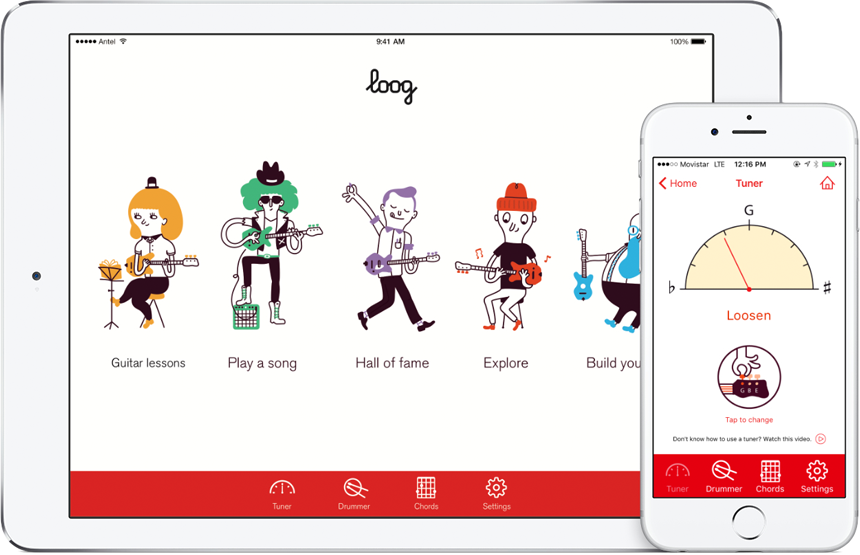 Antel
9:41 AM
100%
loog
Guitar lessons
Play a song
Hall of fame
Explore
Build you
Tuner
Drummer
Chords
Settings
Movistar LTE
12:16 PM
Home
Tuner
G
♭ ♯
Loosen
G B E
Tap to change
Don't know how to use a tuner? Watch this video.
Tuner
Drummer
Chords
Settings